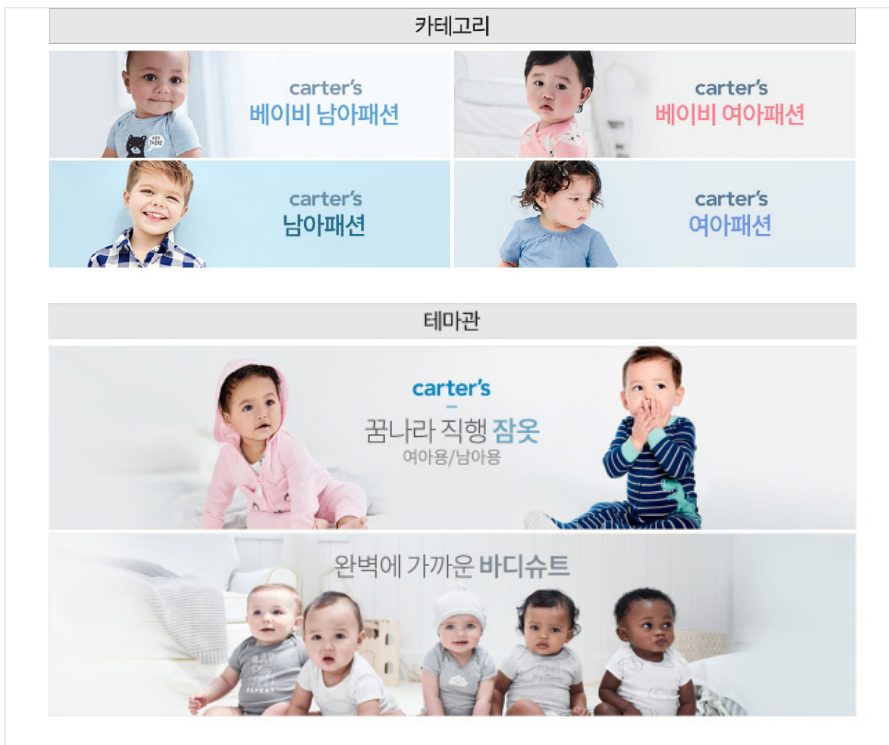 카테고리
carter's
베이비 남아패션
carter's
베이비 여아패션
carter's
남아패션
carter's
여아패션
테마관
carter's
꿈나라 직행 잠옷
여아용/남아용
완벽에 가까운 바디슈트
REPEAT